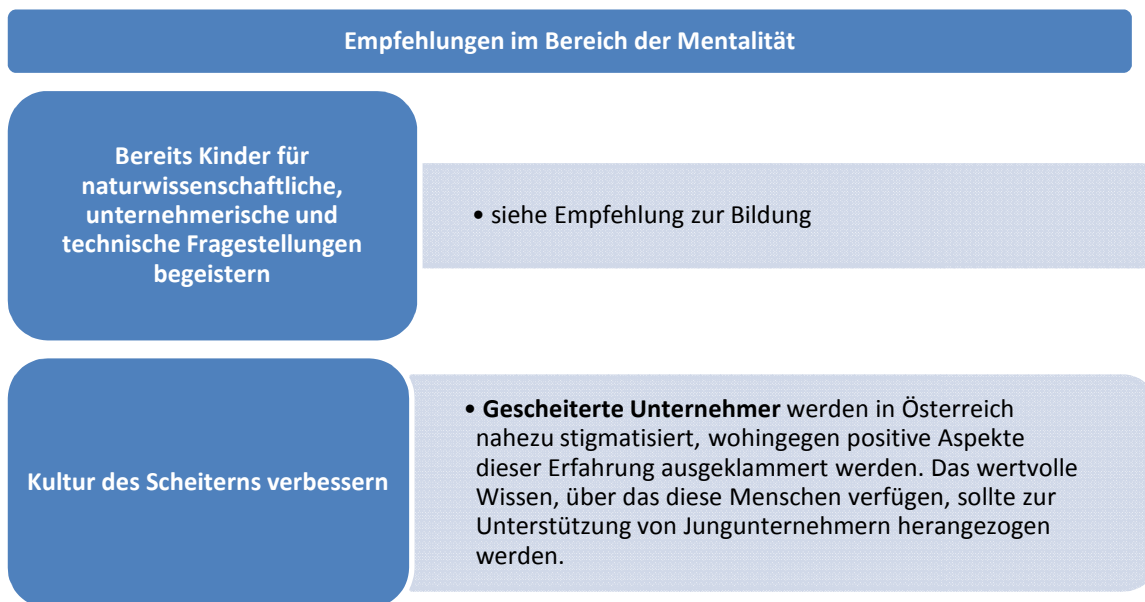 Empfehlungen im Bereich der Mentalität
Bereits Kinder für
naturwissenschaftliche,
unternehmerische und
technische Fragestellungen
begeistern
• siehe Empfehlung zur Bildung
Kultur des Scheiterns verbessern
• Gescheiterte Unternehmer werden in Österreich
nahezu stigmatisiert, wohingegen positive Aspekte
dieser Erfahrung ausgeklammert werden. Das wertvolle
Wissen, über das diese Menschen verfügen, sollte zur
Unterstützung von Jungunternehmern herangezogen
werden.